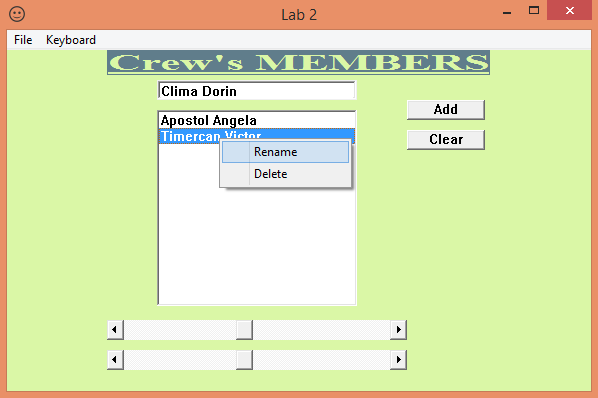 Lab 2
File Keyboard
Crew's MEMBERS
Clima Dorin
Add
Apostol Angela
Timercan Victor
Clear
Rename
Delete